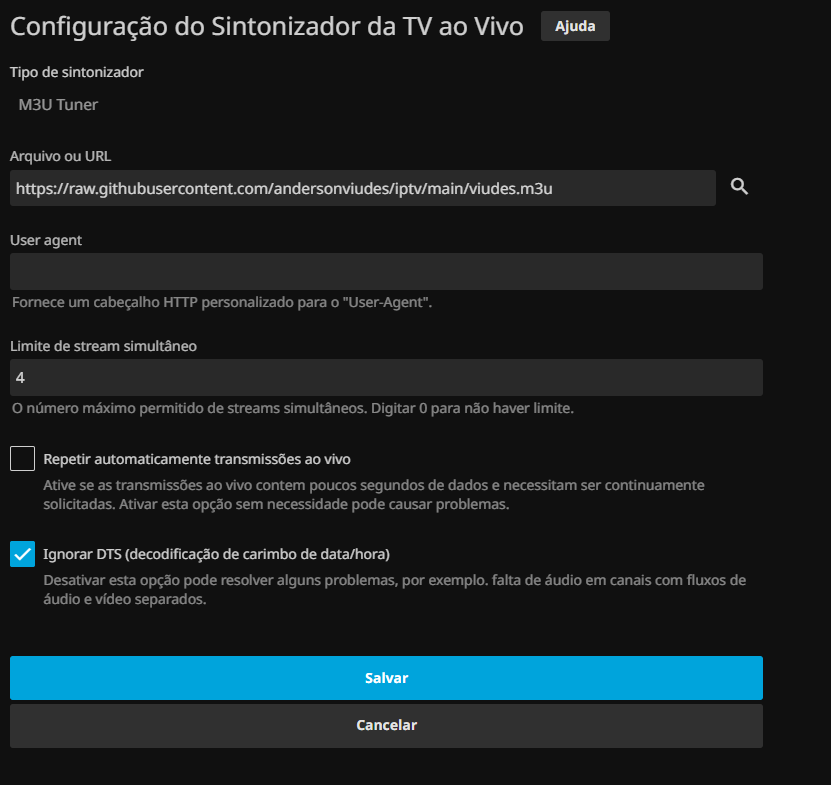 Configuração do Sintonizador da TV ao Vivo Ajuda
Tipo de sintonizador
M3U Tuner
Arquivo ou URL
https://raw.githubusercontent.com/andersonviudes/iptv/main/viudes.m3u
User agent
Fornece um cabeçalho HTTP personalizado para o "User-Agent".
Limite de stream simultâneo
4
O número máximo permitido de streams simultâneos. Digitar 0 para não haver limite.
Repetir automaticamente transmissões ao vivo
Ative se as transmissões ao vivo contem poucos segundos de dados e necessitam ser continuamente
solicitadas. Ativar esta opção sem necessidade pode causar problemas.
Ignorar DTS (decodificação de carimbo de data/hora)
Desativar esta opção pode resolver alguns problemas, por exemplo. falta de áudio em canais com fluxos de
áudio e vídeo separados.
Salvar
Cancelar